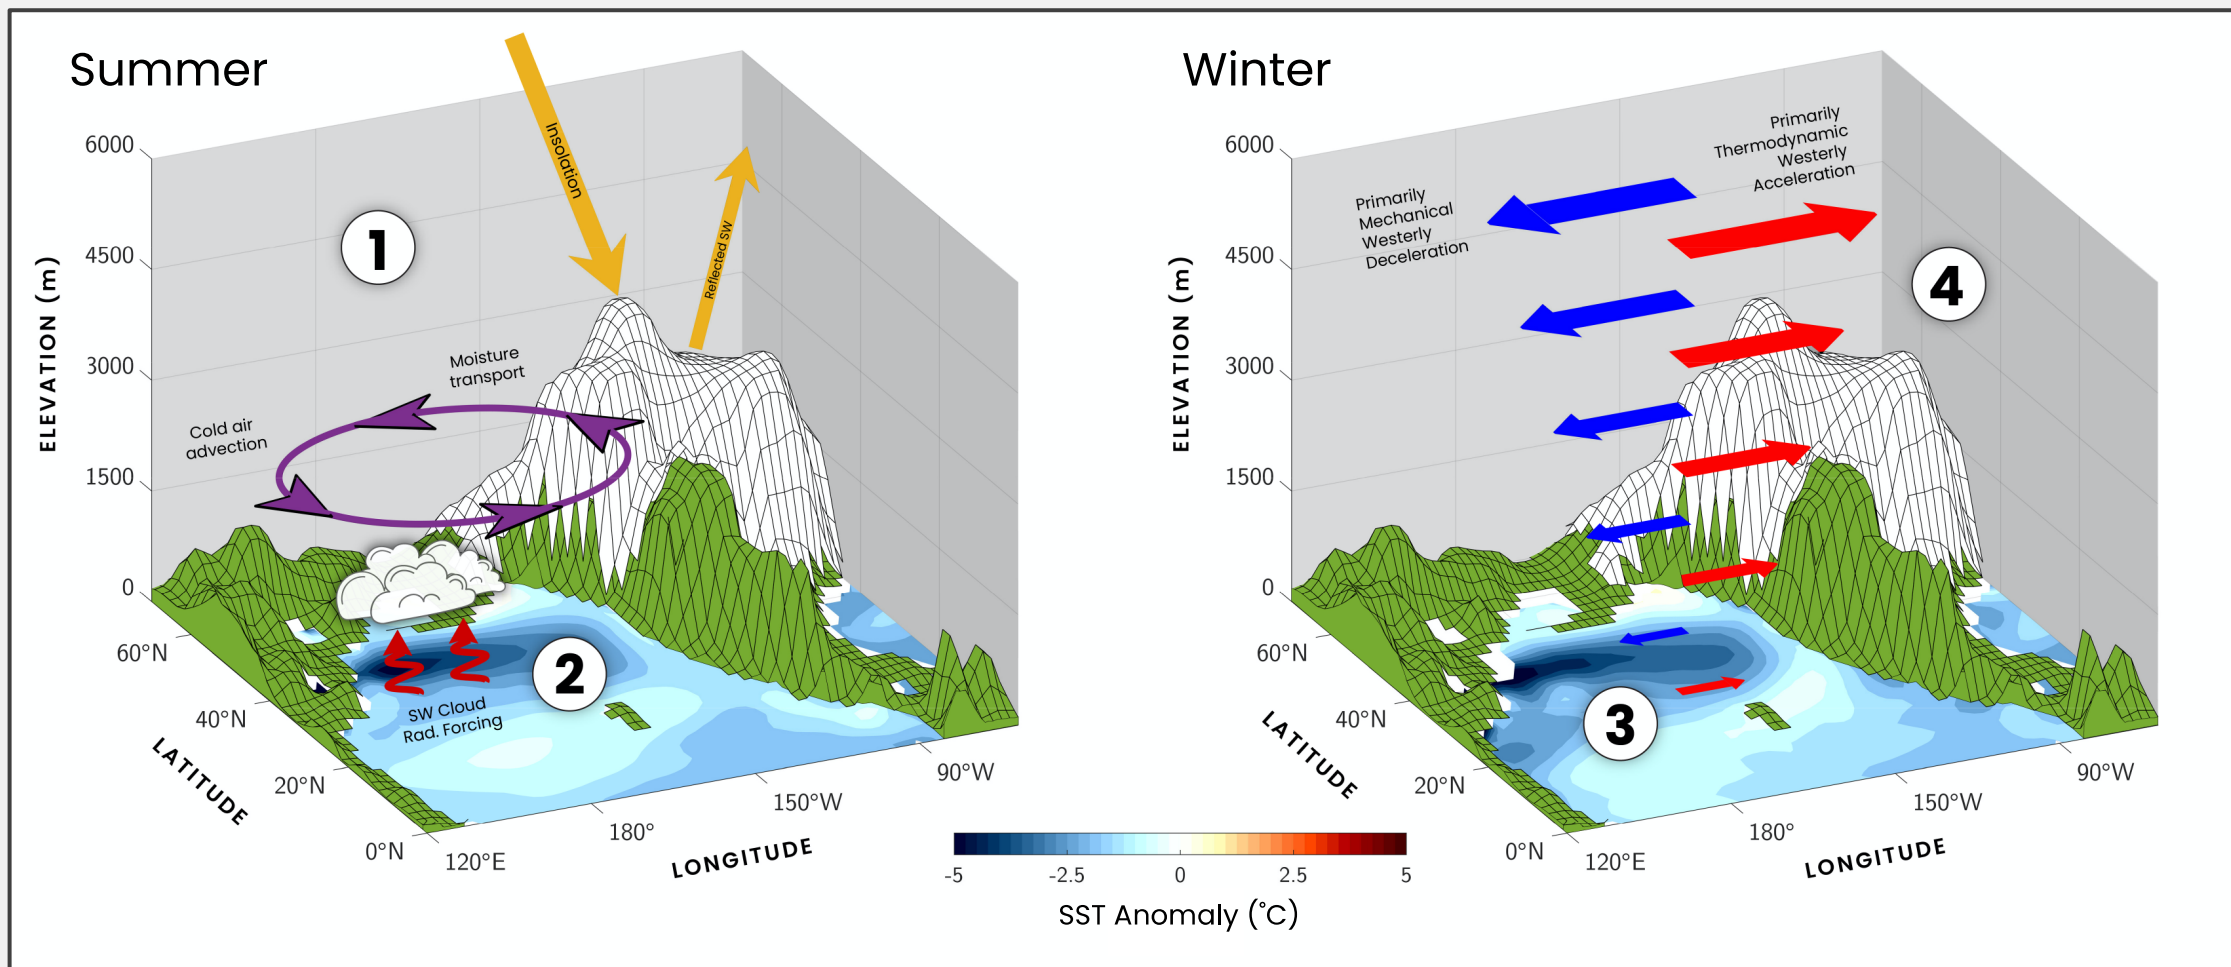 Summer
6000
4500
3000
1500
0
ELEVATION (m)
1
Insolation
Reflected SW
Moisture
transport
Cold air
advection
2
SW Cloud
Rad. Forcing
60°N
40°N
20°N
0°N
LATITUDE
120°E
180°
150°W
90°W
LONGITUDE
Winter
6000
4500
3000
1500
0
ELEVATION (m)
Primarily
Mechanical
Westerly
Deceleration
Primarily
Thermodynamic
Westerly
Acceleration
4
3
60°N
40°N
20°N
0°N
LATITUDE
120°E
180°
150°W
90°W
LONGITUDE
-5
-2.5
0
2.5
5
SST Anomaly (°C)